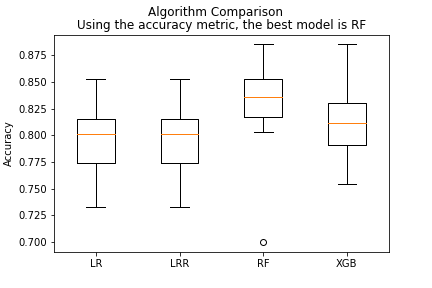 Algorithm Comparison
Using the accuracy metric, the best model is RF
Accuracy
0.875
0.850
0.825
0.800
0.775
0.750
0.725
0.700
LR LRR RF XGB